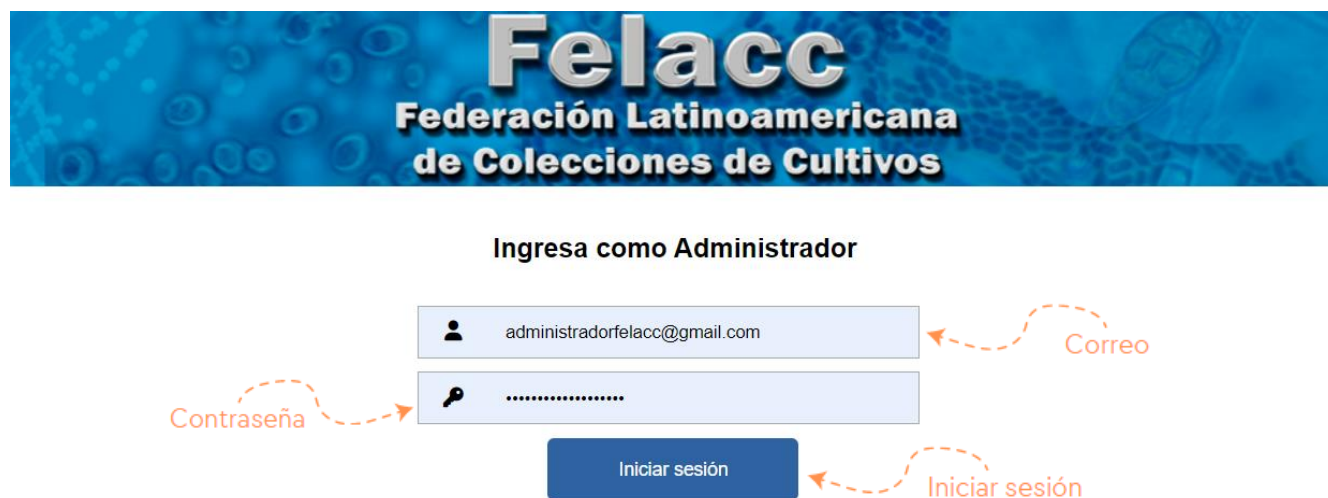 Felacc
Federación Latinoamericana
de Colecciones de Cultivos
Ingresa como Administrador
administradorfelacc@gmail.com
Correo
••••••••••••••••••
Contraseña
Iniciar sesión
Iniciar sesión